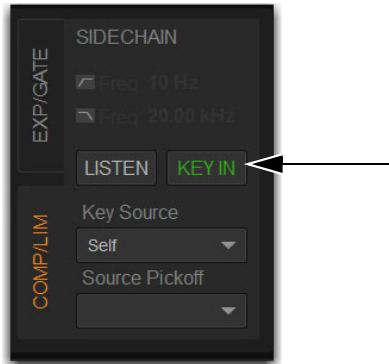 SIDECHAIN
EXP/GATE
Freq 10 Hz
Freq 20.00 kHz
LISTEN KEY IN
COMP/LIM
Key Source
Self
Source Pickoff